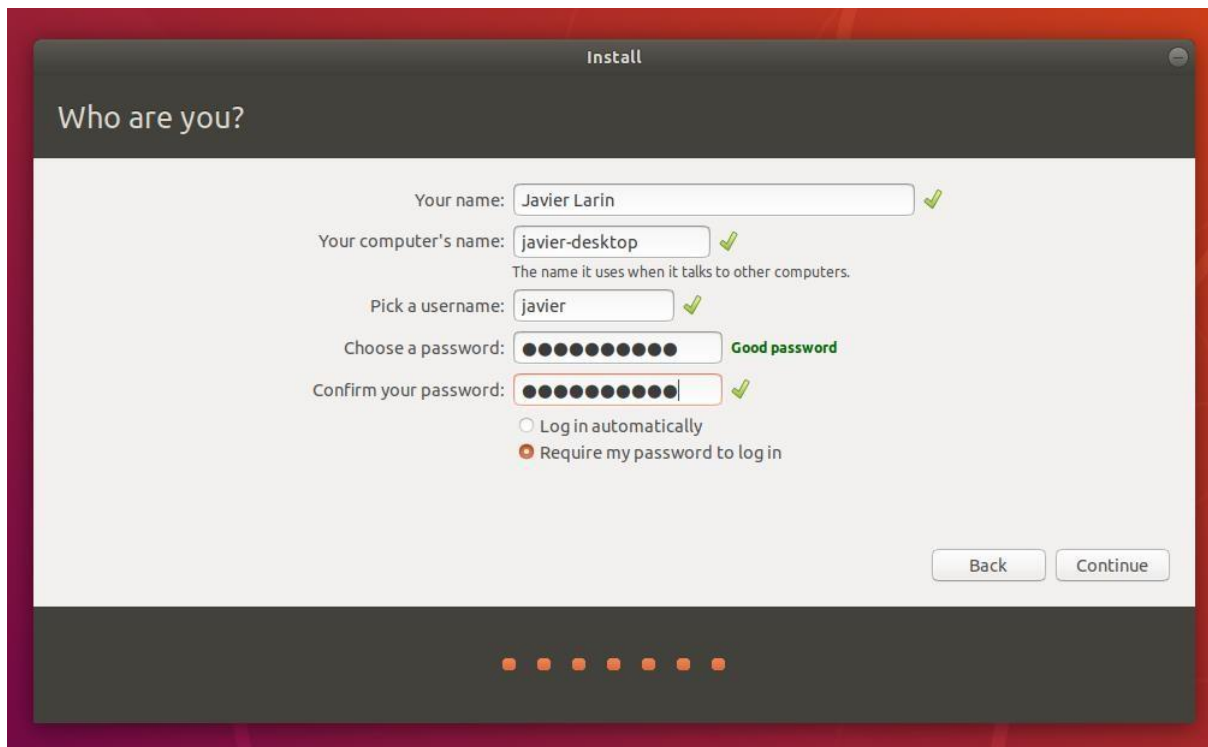 Install
Who are you?
Your name: Javier Larin
Your computer's name: javier-desktop
The name it uses when it talks to other computers.
Pick a username: javier
Choose a password: ●●●●●●●●●● Good password
Confirm your password: ●●●●●●●●●●
Log in automatically
Require my password to log in
Back Continue